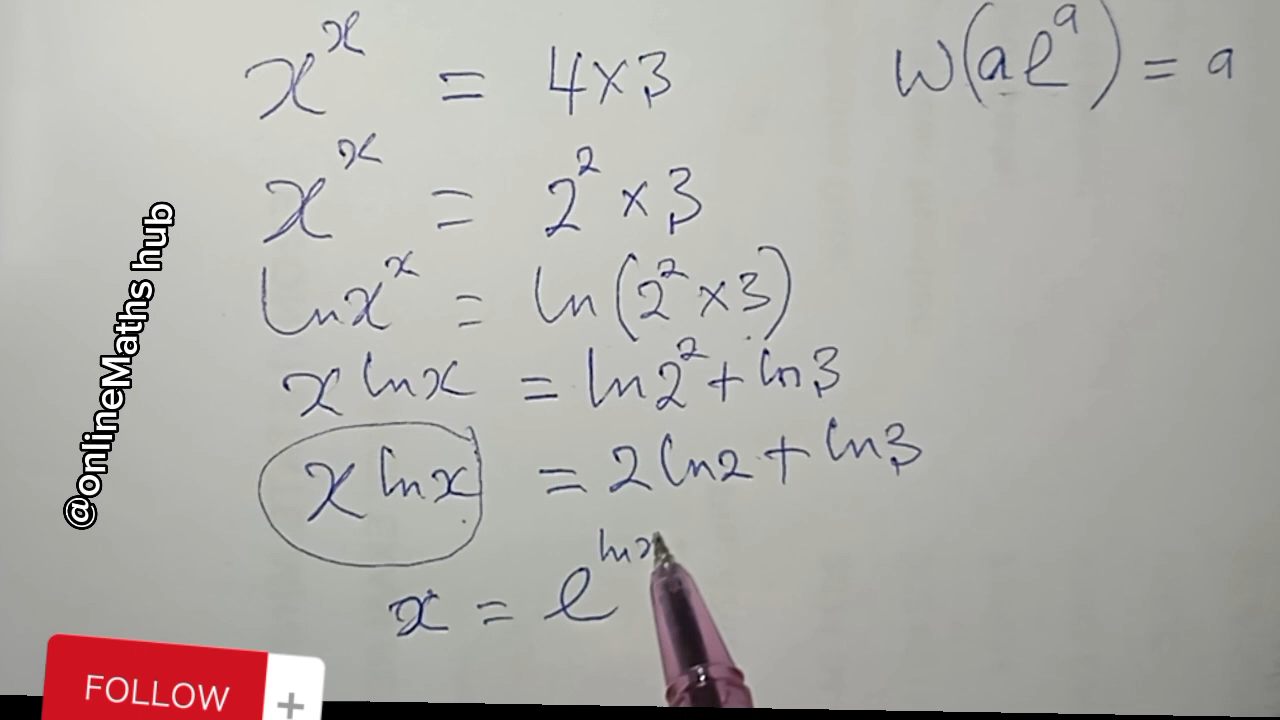 x^x = 4×3
W(ae^a) = a
x^x = 2^2 × 3
ln x^x = ln(2^2 × 3)
x ln x = ln 2^2 + ln 3
x ln x = 2 ln 2 + ln 3
x = e^ln x
@onlineMaths hub
FOLLOW +